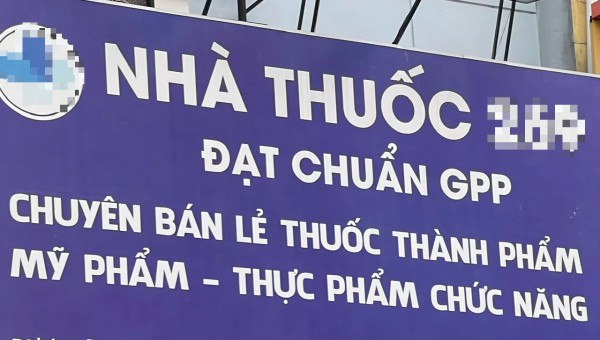 NHÀ THUỐC
ĐẠT CHUẨN GPP
CHUYÊN BÁN LẺ THUỐC THÀNH PHẨM
MỸ PHẨM - THỰC PHẨM CHỨC NĂNG